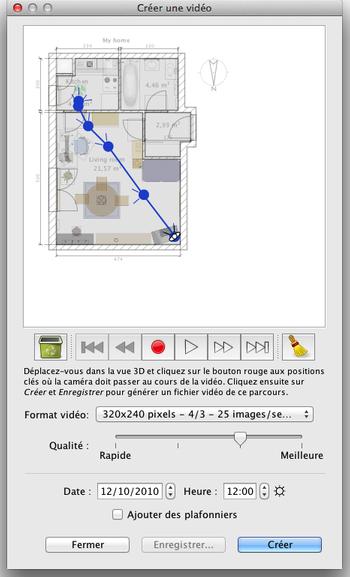 Créer une vidéo
My home
Kitchen
4,46 m²
2,99 m²
Living room
21,57 m²
N
474
Déplacez-vous dans la vue 3D et cliquez sur le bouton rouge aux positions
clés où la caméra doit passer au cours de la vidéo. Cliquez ensuite sur
Créer et Enregistrer pour générer un fichier vidéo de ce parcours.
Format vidéo: 320x240 pixels - 4/3 - 25 images/se...
Qualité :
Rapide Meilleure
Date : 12/10/2010 Heure : 12:00
Ajouter des plafonniers
Fermer Enregistrer... Créer